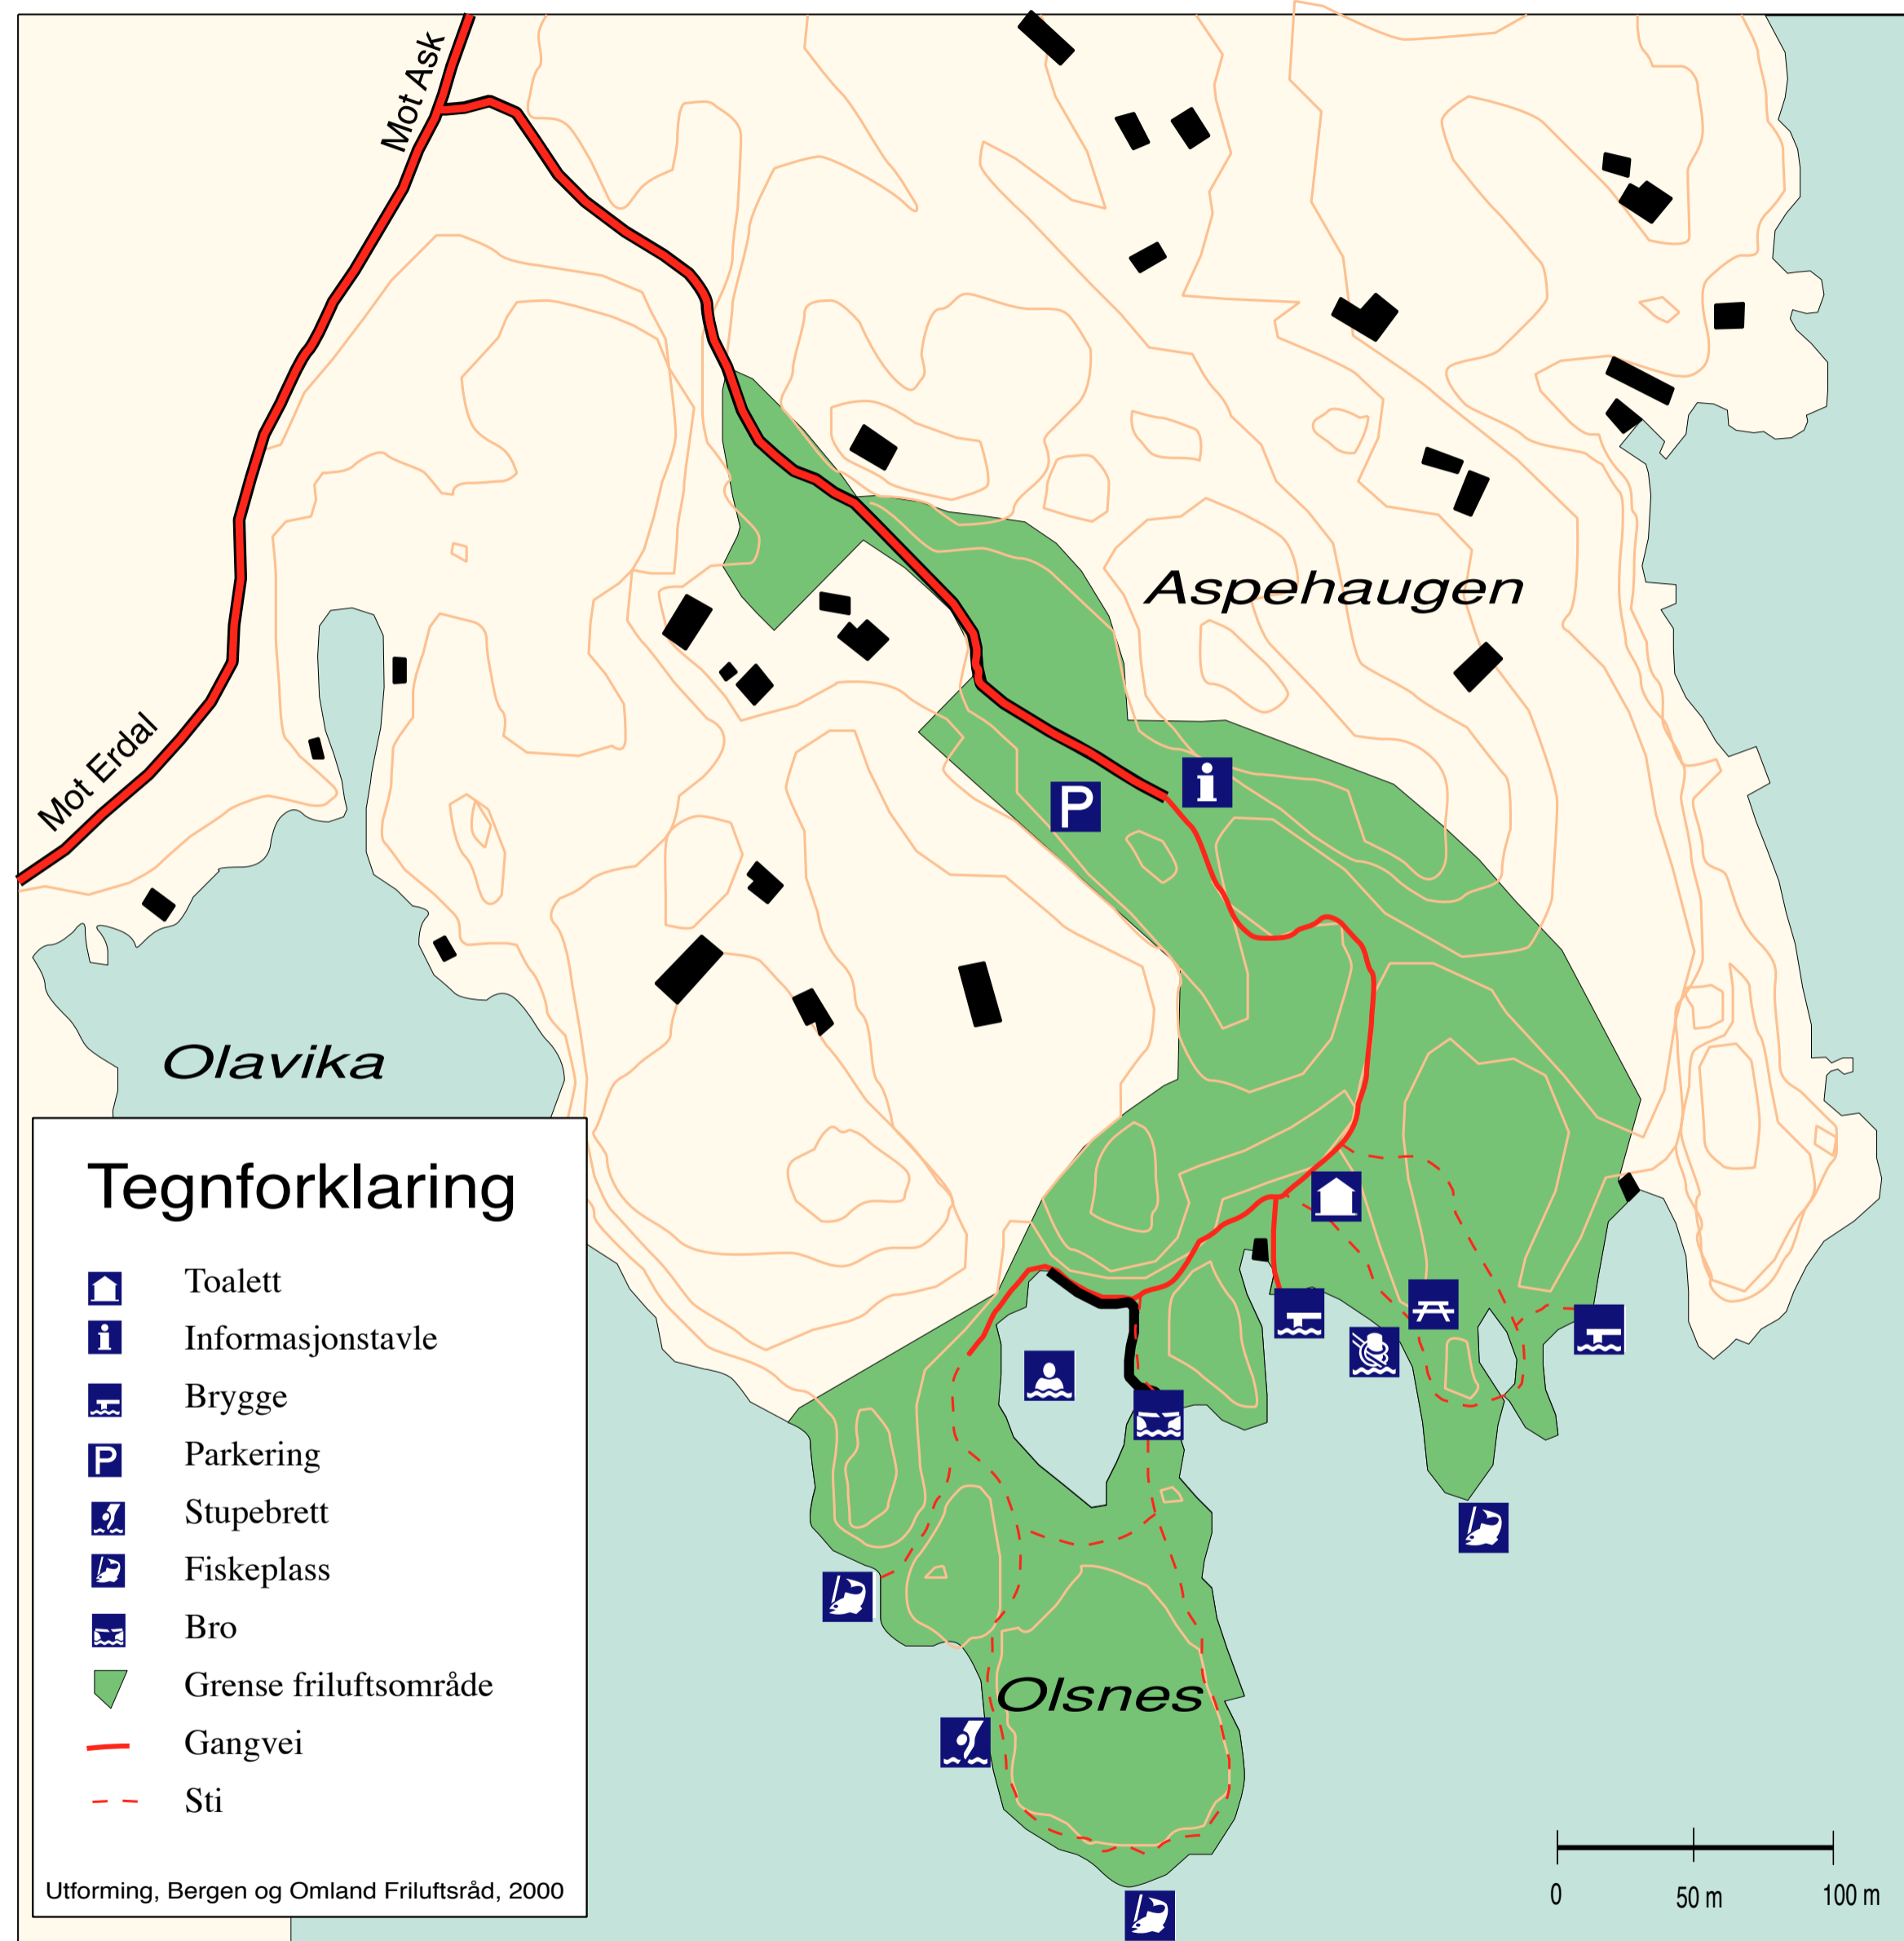 Mot Ask
Aspehaugen
Mot Erdal
P
Olavika
Tegnforklaring
Toalett
Informasjonstavle
Brygge
P Parkering
Stupebrett
Fiskeplass
Bro
Grense friluftsområde
Gangvei
Sti
Utforming, Bergen og Omland Friluftsråd, 2000
Olsnes
0 50 m 100 m